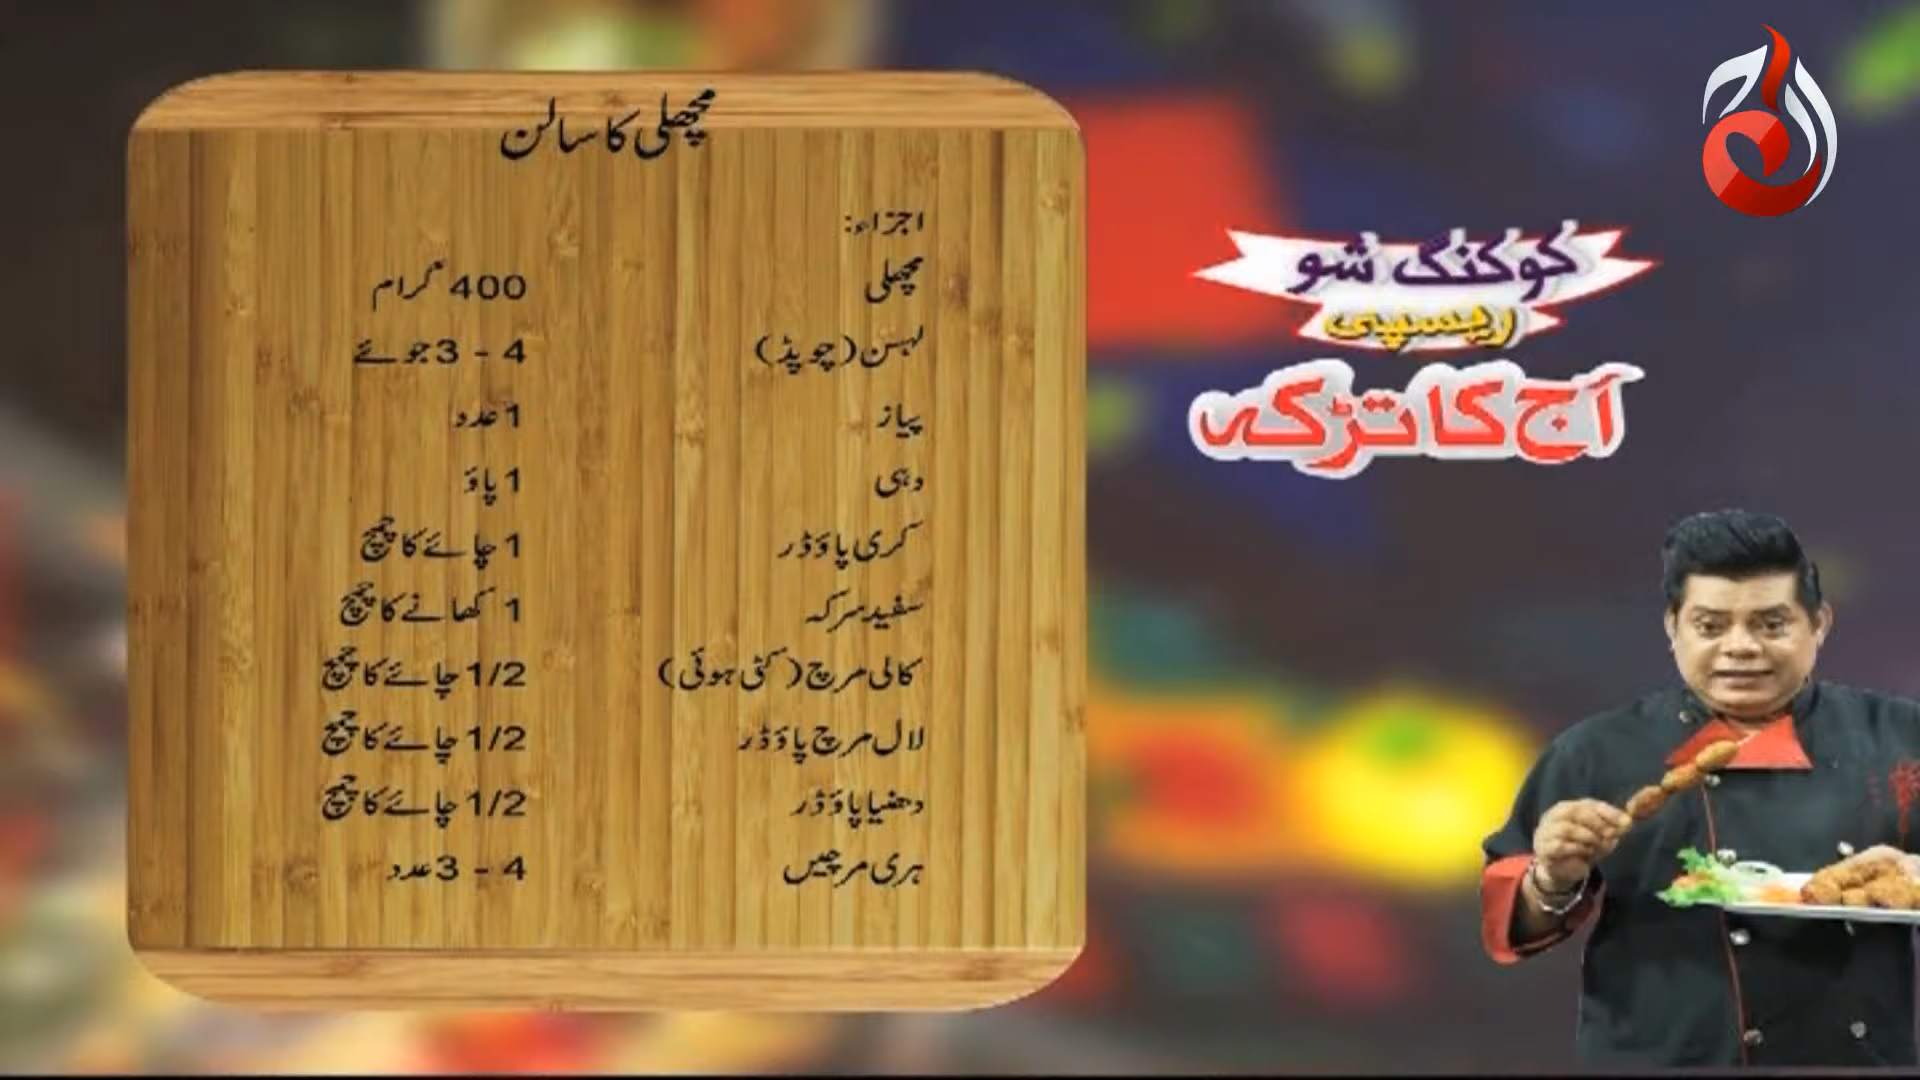 مچھلی کا سالن
اجزاء:
مچھلی 400 گرام
لہسن (چوپڈ) 4 - 3 جوئے
پیاز 1 عدد
دہی 1 پاؤ
کری پاؤڈر 1 چائے کا چمچ
سفید سرکہ 1 کھانے کا چمچ
کالی مرچ (کٹی ہوئی) 1/2 چائے کا چمچ
لال مرچ پاؤڈر 1/2 چائے کا چمچ
دھنیا پاؤڈر 1/2 چائے کا چمچ
ہری مرچیں 4 - 3 عدد
کوکنگ شو
ریسپی
آج کا تڑکہ
آج